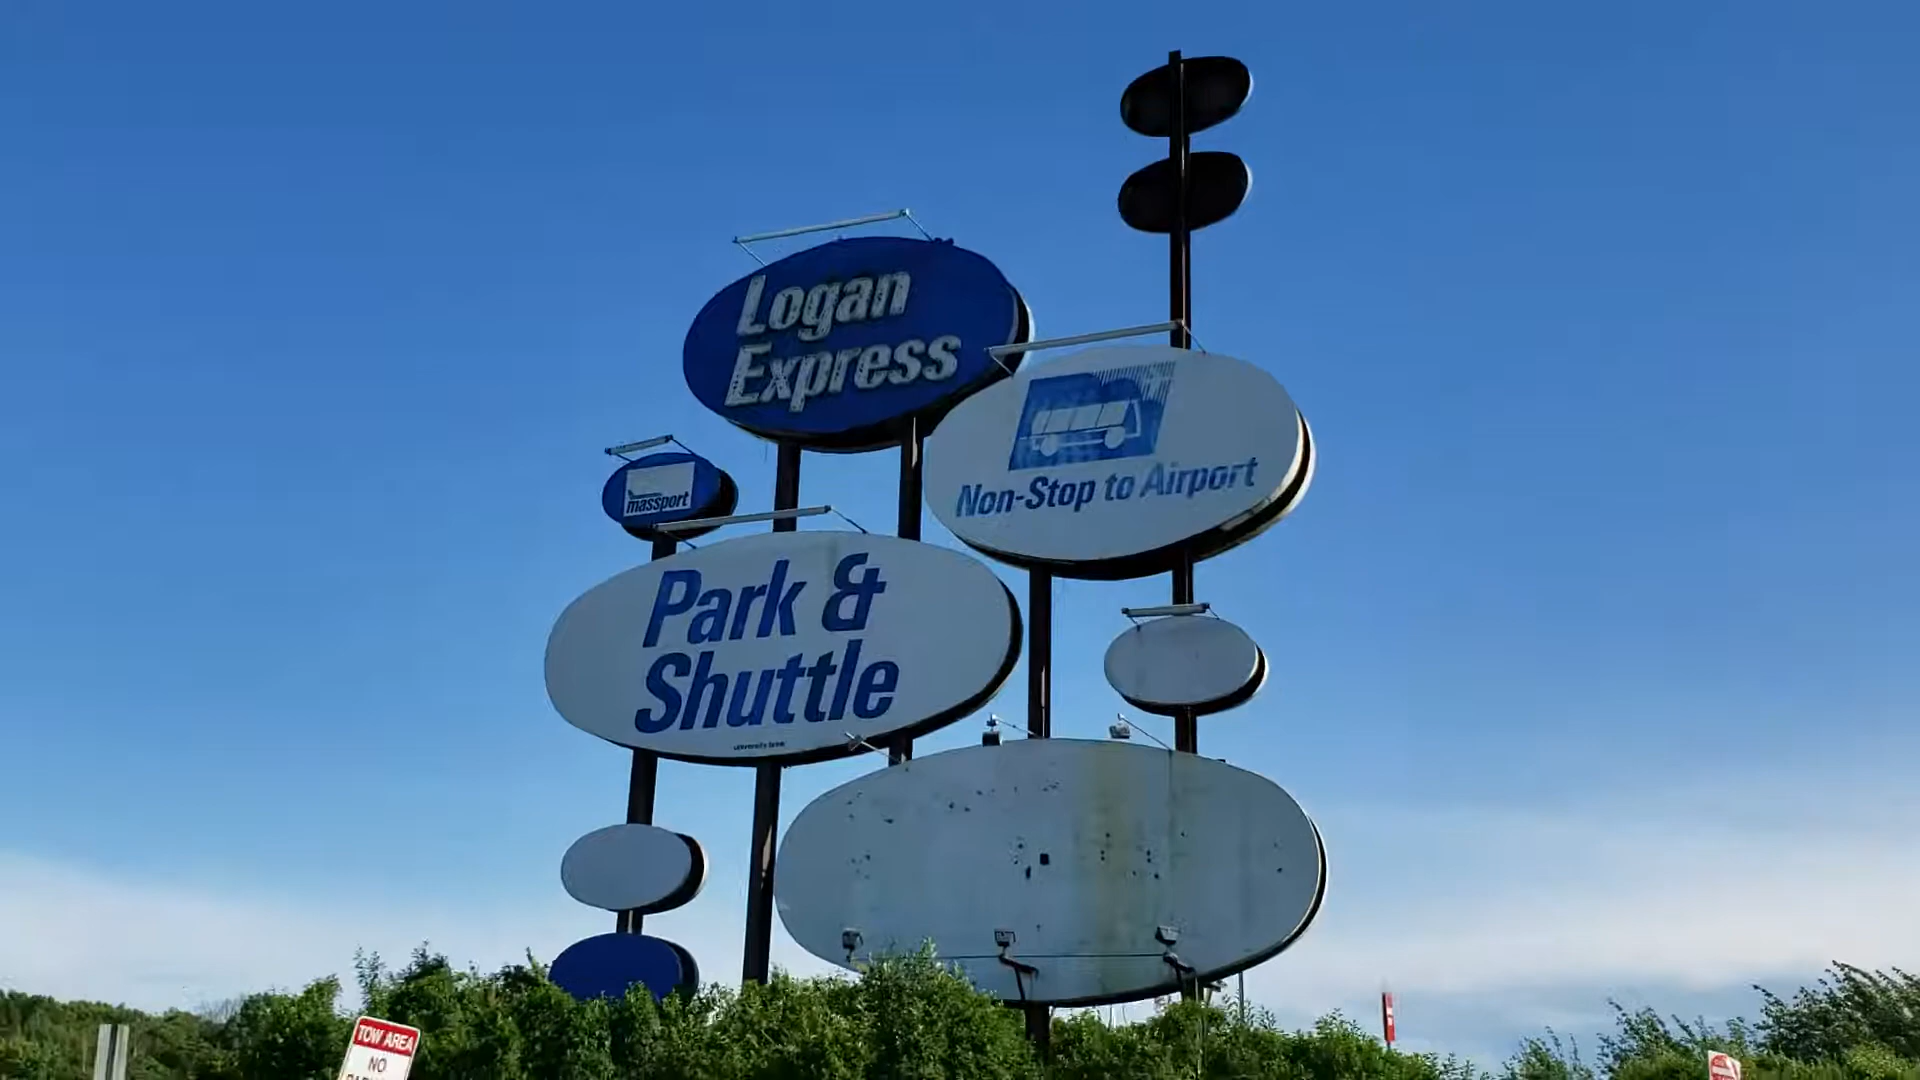 Logan
Express
Non-Stop to Airport
massport
Park &
Shuttle
TOW AREA
NO